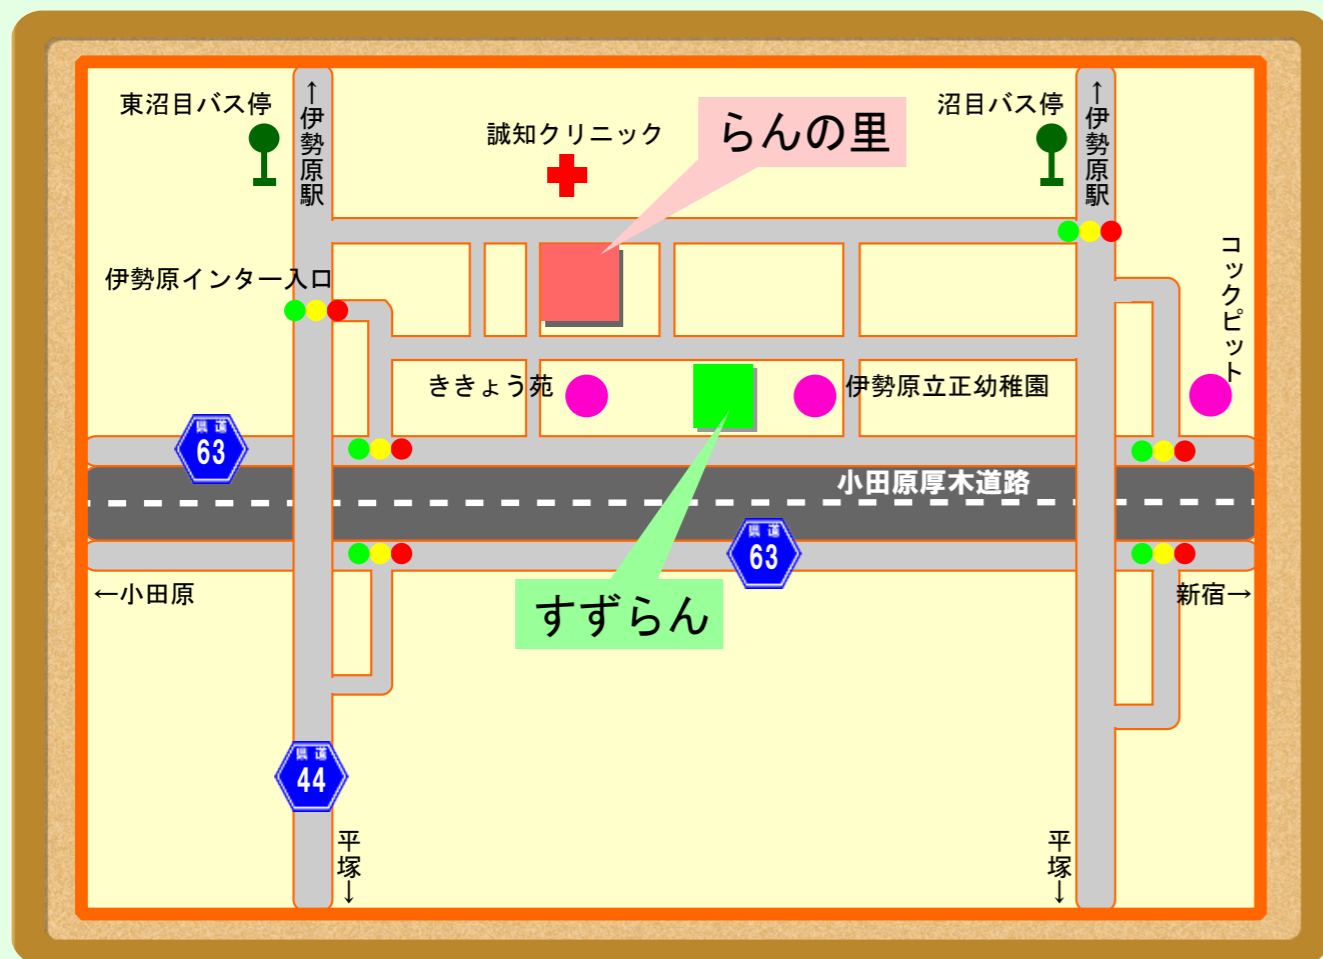 東沼目バス停
↑伊勢原駅
誠知クリニック
らんの里
沼目バス停
↑伊勢原駅
コックピット
伊勢原インター入口
ききょう苑
伊勢原立正幼稚園
県道
63
小田原厚木道路
県道
63
←小田原
新宿→
すずらん
県道
44
平塚↓
平塚↓